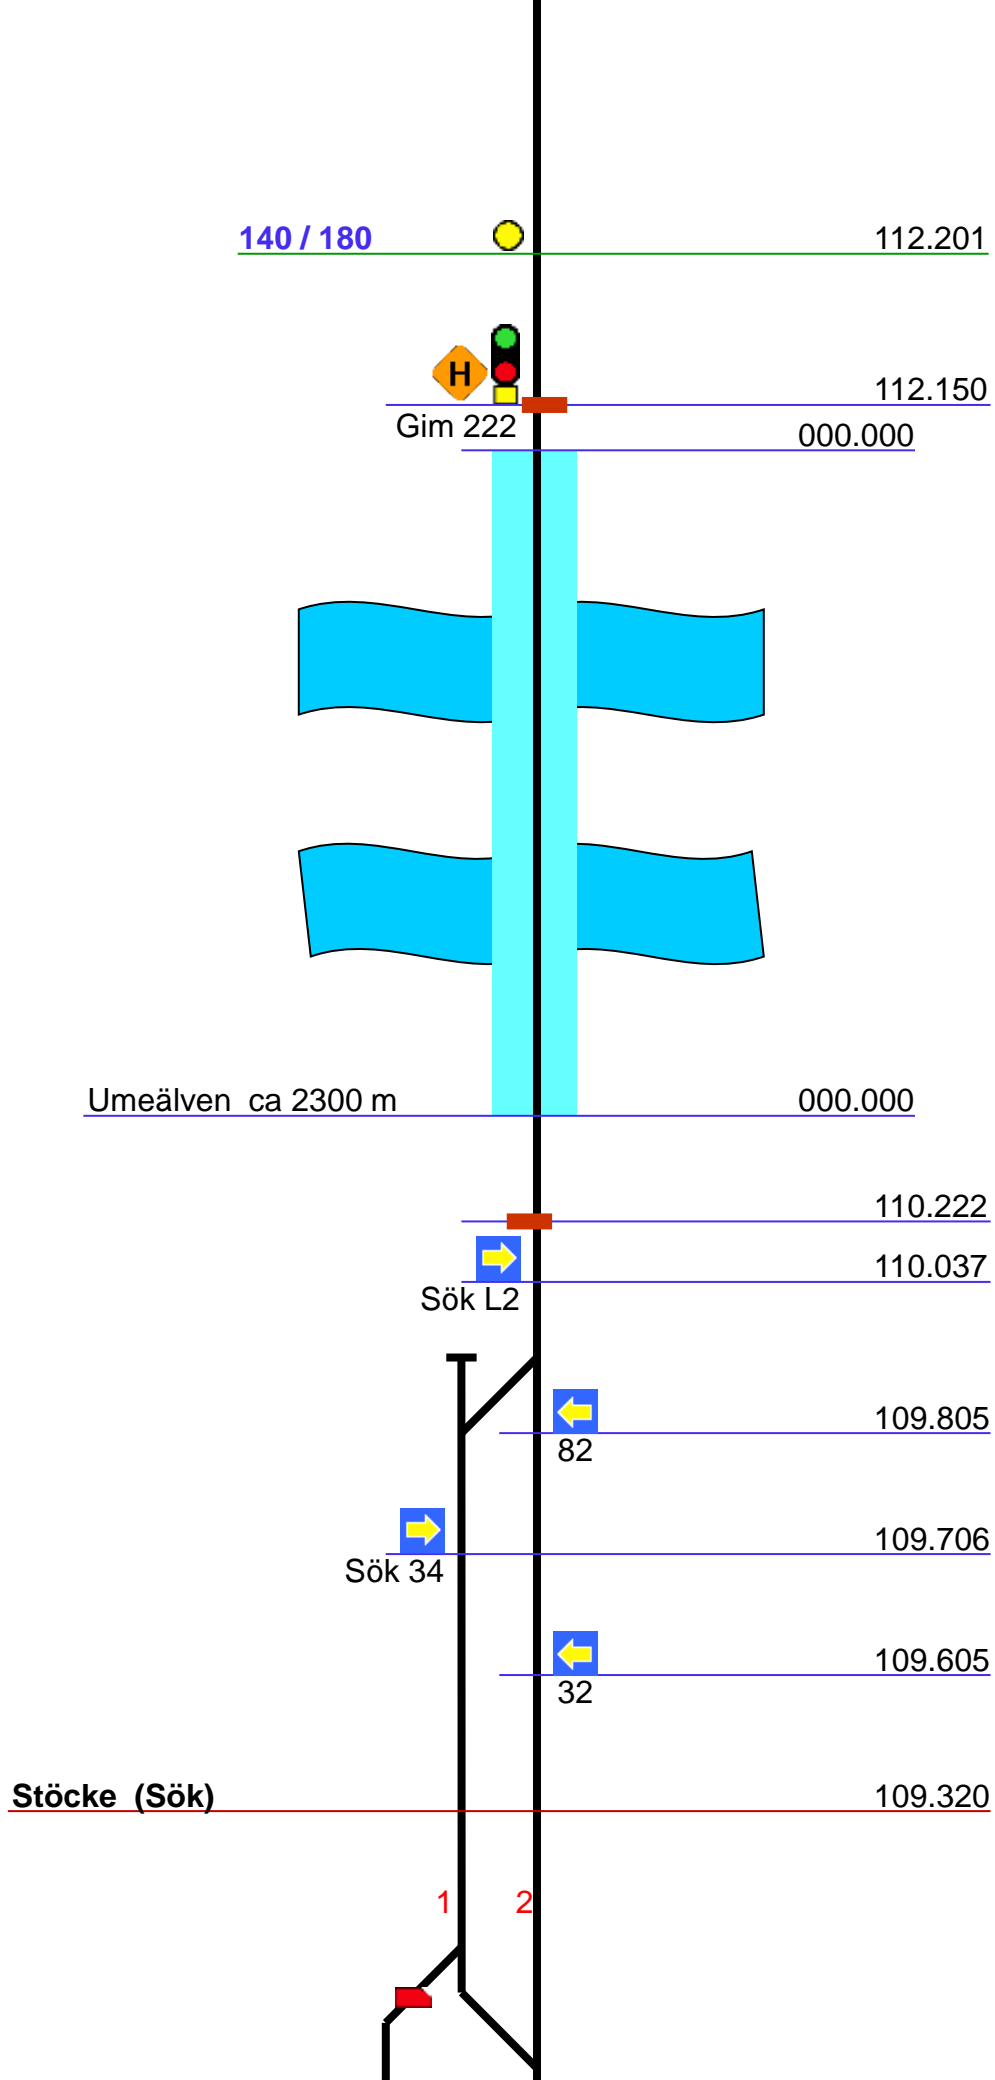 140 / 180 112.201
H 112.150
Gim 222
000.000
Umeälven ca 2300 m 000.000
110.222
110.037
Sök L2
109.805
82
109.706
Sök 34
109.605
32
Stöcke (Sök) 109.320
1 2